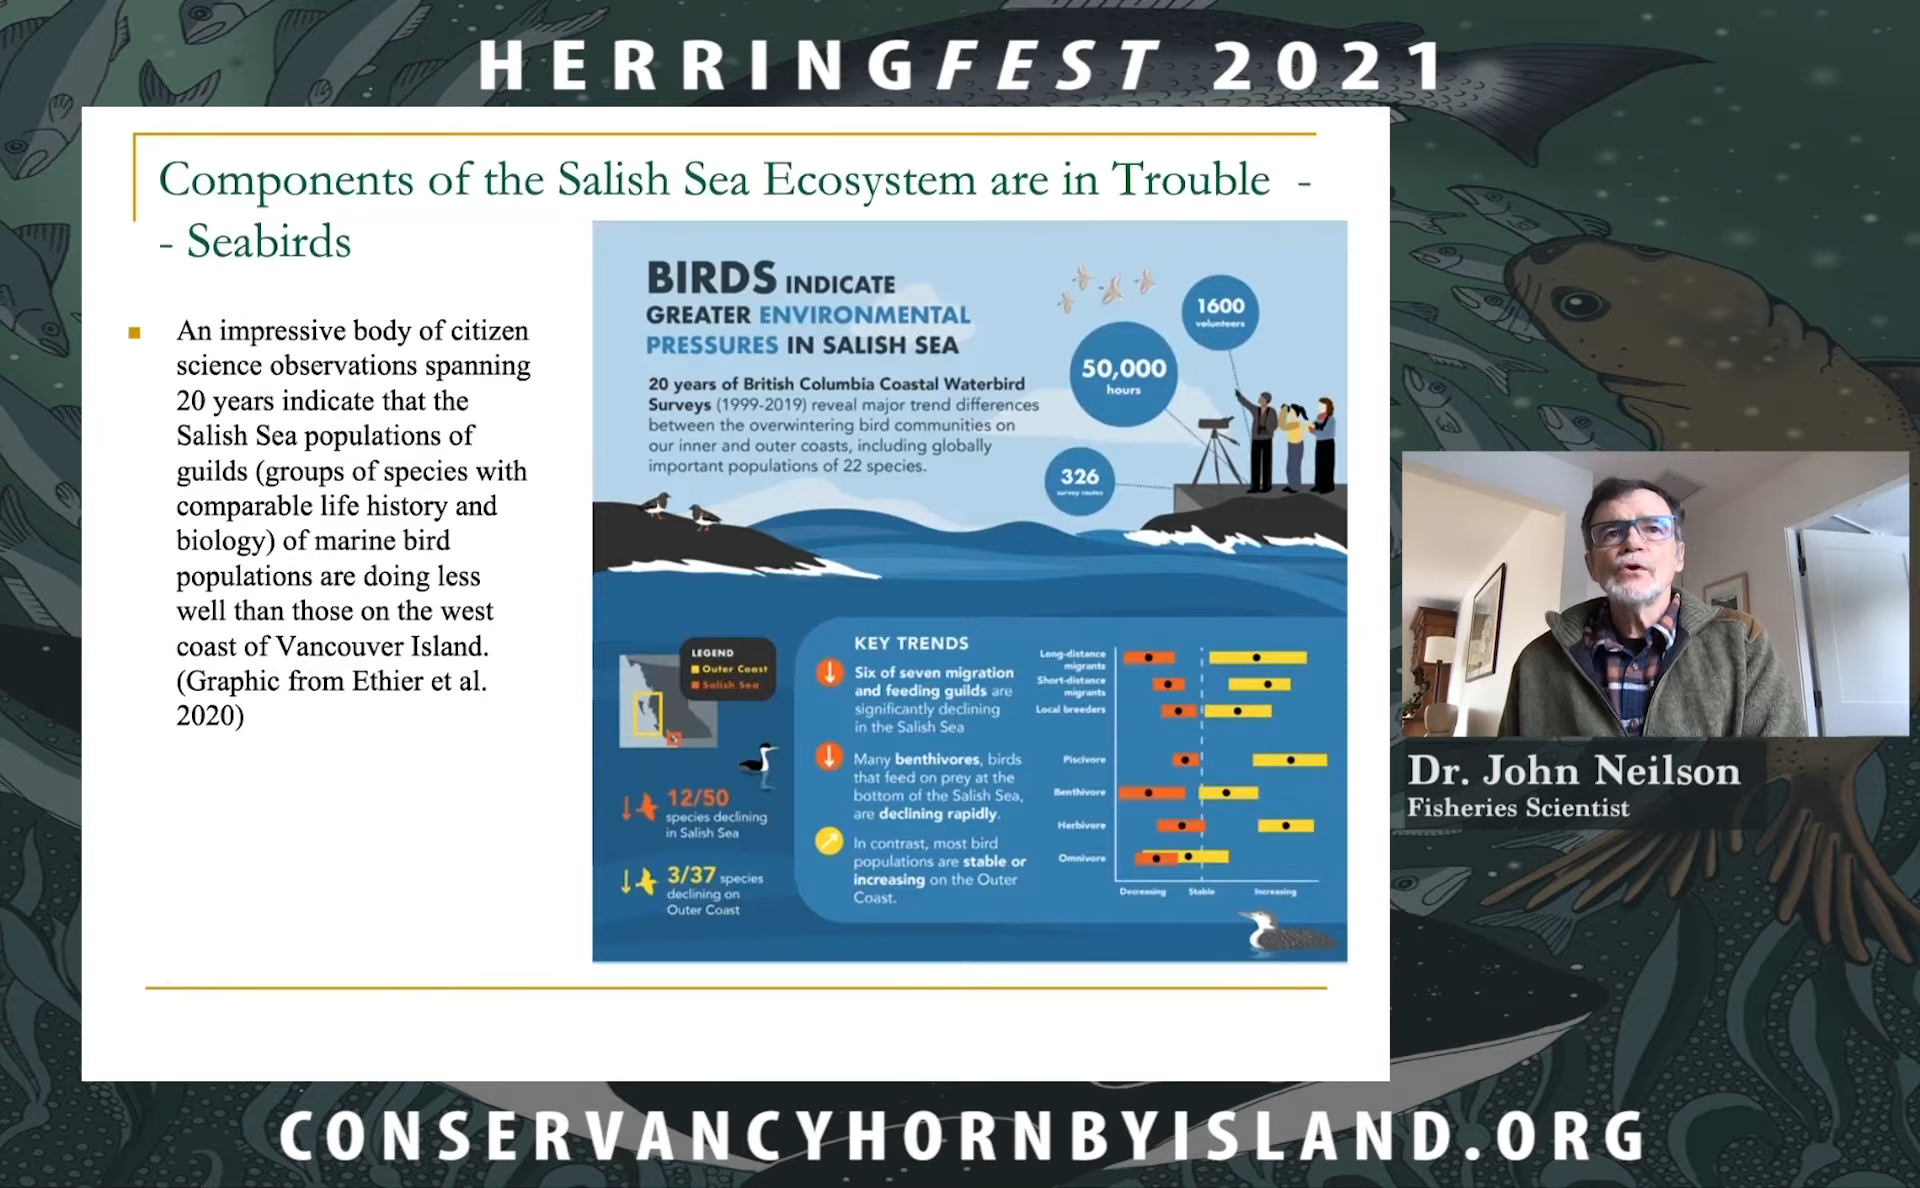 HERRINGFEST 2021
Components of the Salish Sea Ecosystem are in Trouble -
- Seabirds
An impressive body of citizen
science observations spanning
20 years indicate that the
Salish Sea populations of
guilds (groups of species with
comparable life history and
biology) of marine bird
populations are doing less
well than those on the west
coast of Vancouver Island.
(Graphic from Ethier et al.
2020)
BIRDS INDICATE
GREATER ENVIRONMENTAL
PRESSURES IN SALISH SEA
20 years of British Columbia Coastal Waterbird
Surveys (1999-2019) reveal major trend differences
between the overwintering bird communities on
our inner and outer coasts, including globally
important populations of 22 species.
1600
volunteers
50,000
hours
326
survey routes
LEGEND
Outer Coast
Salish Sea
12/50
species declining
in Salish Sea
3/37 species
declining on
Outer Coast
KEY TRENDS
Six of seven migration
and feeding guilds are
significantly declining
in the Salish Sea
Many benthivores, birds
that feed on prey at the
bottom of the Salish Sea,
are declining rapidly.
In contrast, most bird
populations are stable or
increasing on the Outer
Coast.
Long-distance
migrants
Short-distance
migrants
Local breeders
Piscivore
Benthivore
Herbivore
Omnivore
Decreasing Stable Increasing
Dr. John Neilson
Fisheries Scientist
CONSERVANCYHORNBYISLAND.ORG